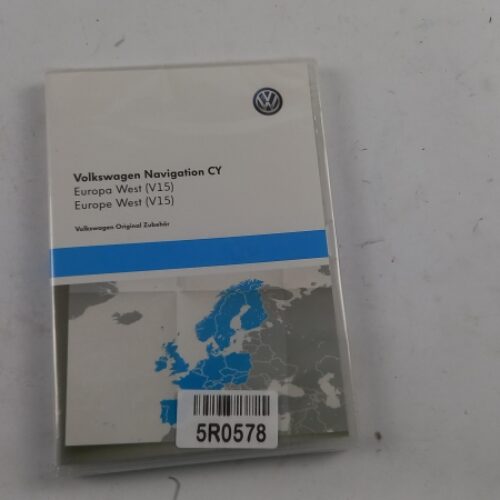 Volkswagen Navigation CY
Europa West (V15)
Europe West (V15)
Volkswagen Original Zubehör
5R0578